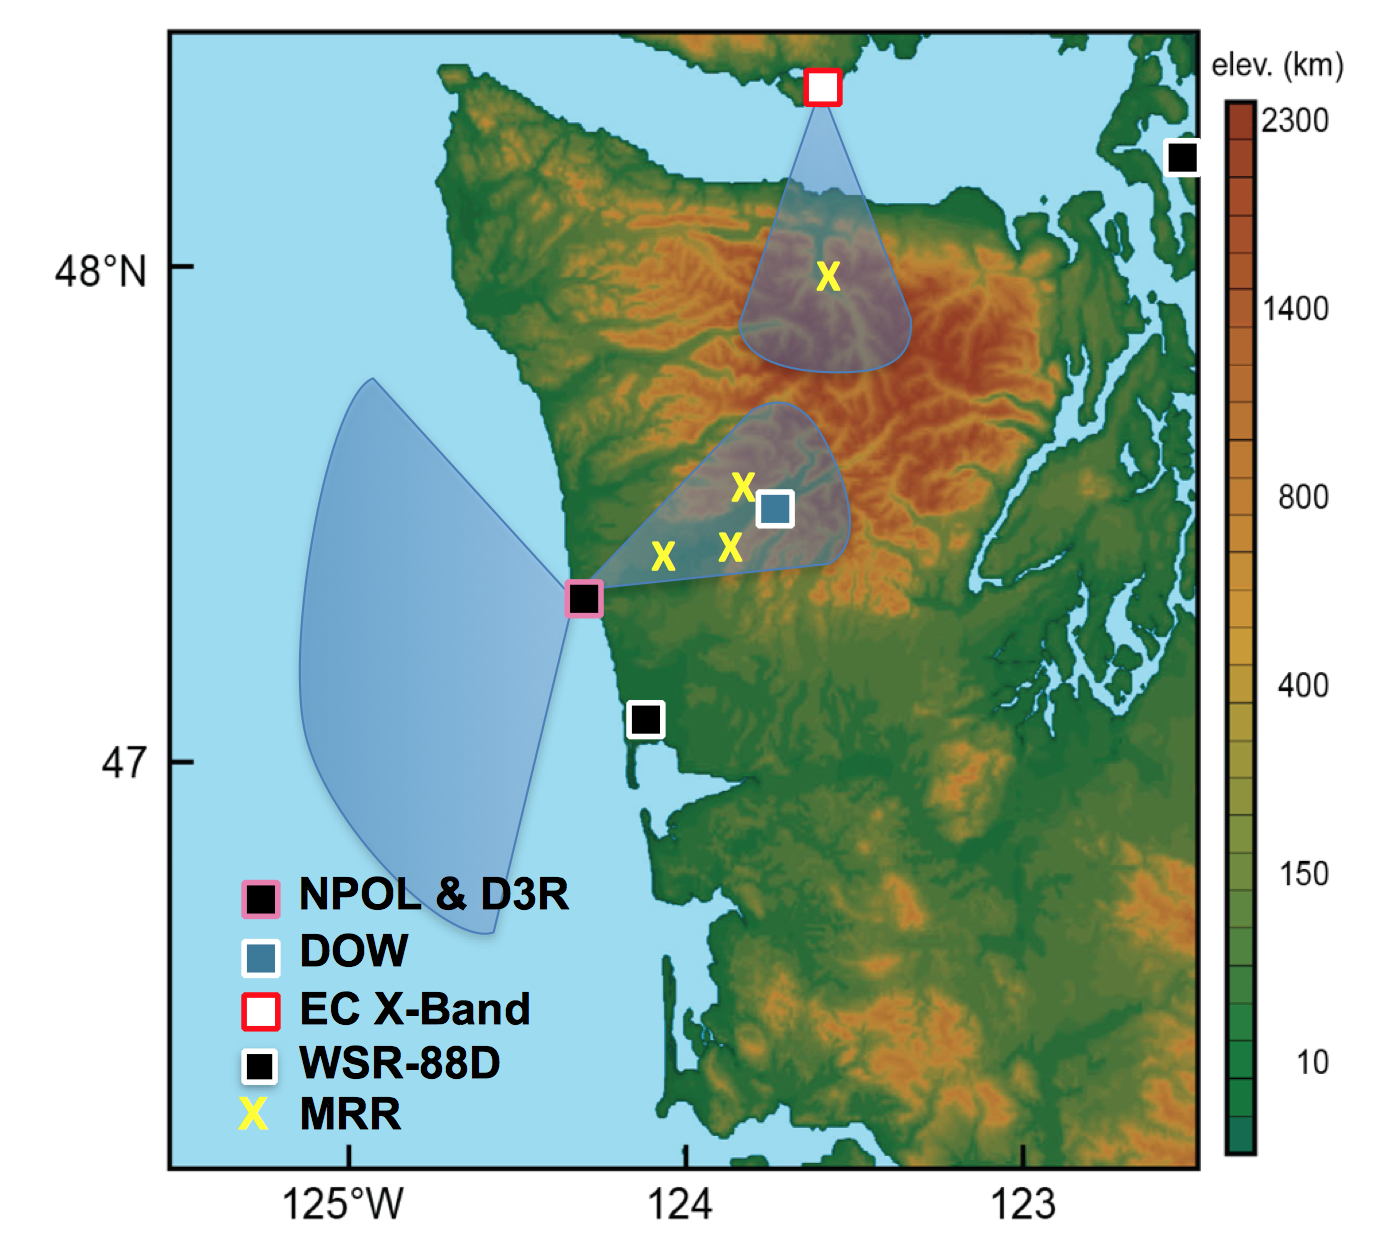 elev. (km)
2300
1400
800
400
150
10
48°N
47
X
X
X
X
NPOL & D3R
DOW
EC X-Band
WSR-88D
X MRR
125°W
124
123